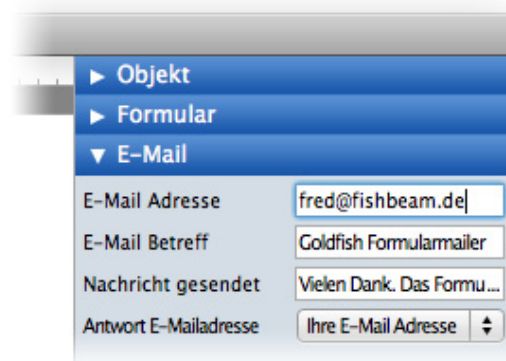 ▶ Objekt
▶ Formular
▼ E-Mail
E-Mail Adresse fred@fishbeam.de
E-Mail Betreff Goldfish Formularmailer
Nachricht gesendet Vielen Dank. Das Formu...
Antwort E-Mailadresse Ihre E-Mail Adresse